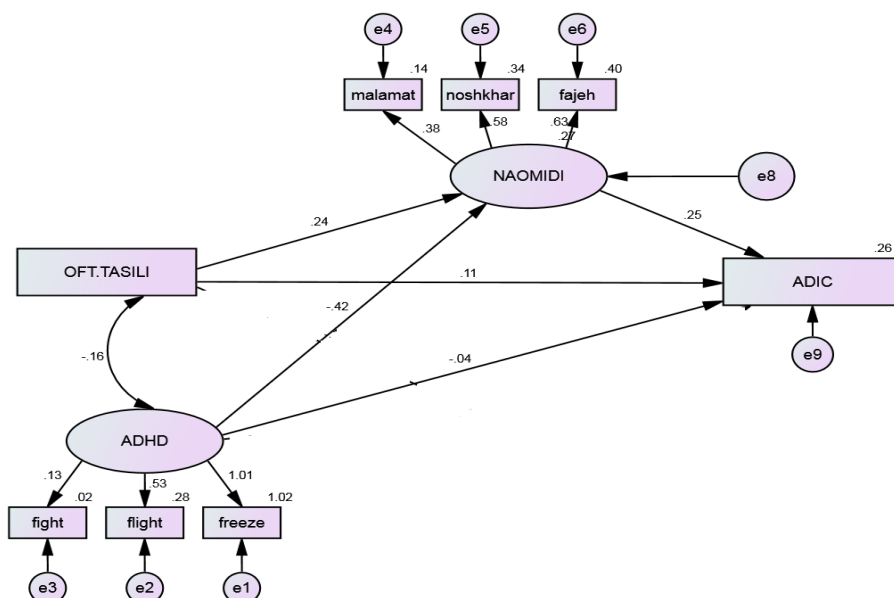 e4
e5
e6
.14
.34
.40
malamat
noshkhar
fajeh
.38
.58
.63
.27
NAOMIDI
e8
.24
.25
OFT.TASILI
.26
.11
ADIC
-.42
-.16
-.04
e9
ADHD
.13
.53
1.01
.02
.28
1.02
fight
flight
freeze
e3
e2
e1